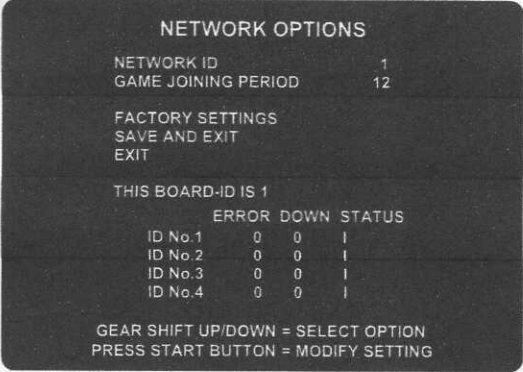 NETWORK OPTIONS
NETWORK ID 1
GAME JOINING PERIOD 12
FACTORY SETTINGS
SAVE AND EXIT
EXIT
THIS BOARD-ID IS 1
ERROR DOWN STATUS
ID No.1 0 0 I
ID No.2 0 0 I
ID No.3 0 0 I
ID No.4 0 0 I
GEAR SHIFT UP/DOWN = SELECT OPTION
PRESS START BUTTON = MODIFY SETTING